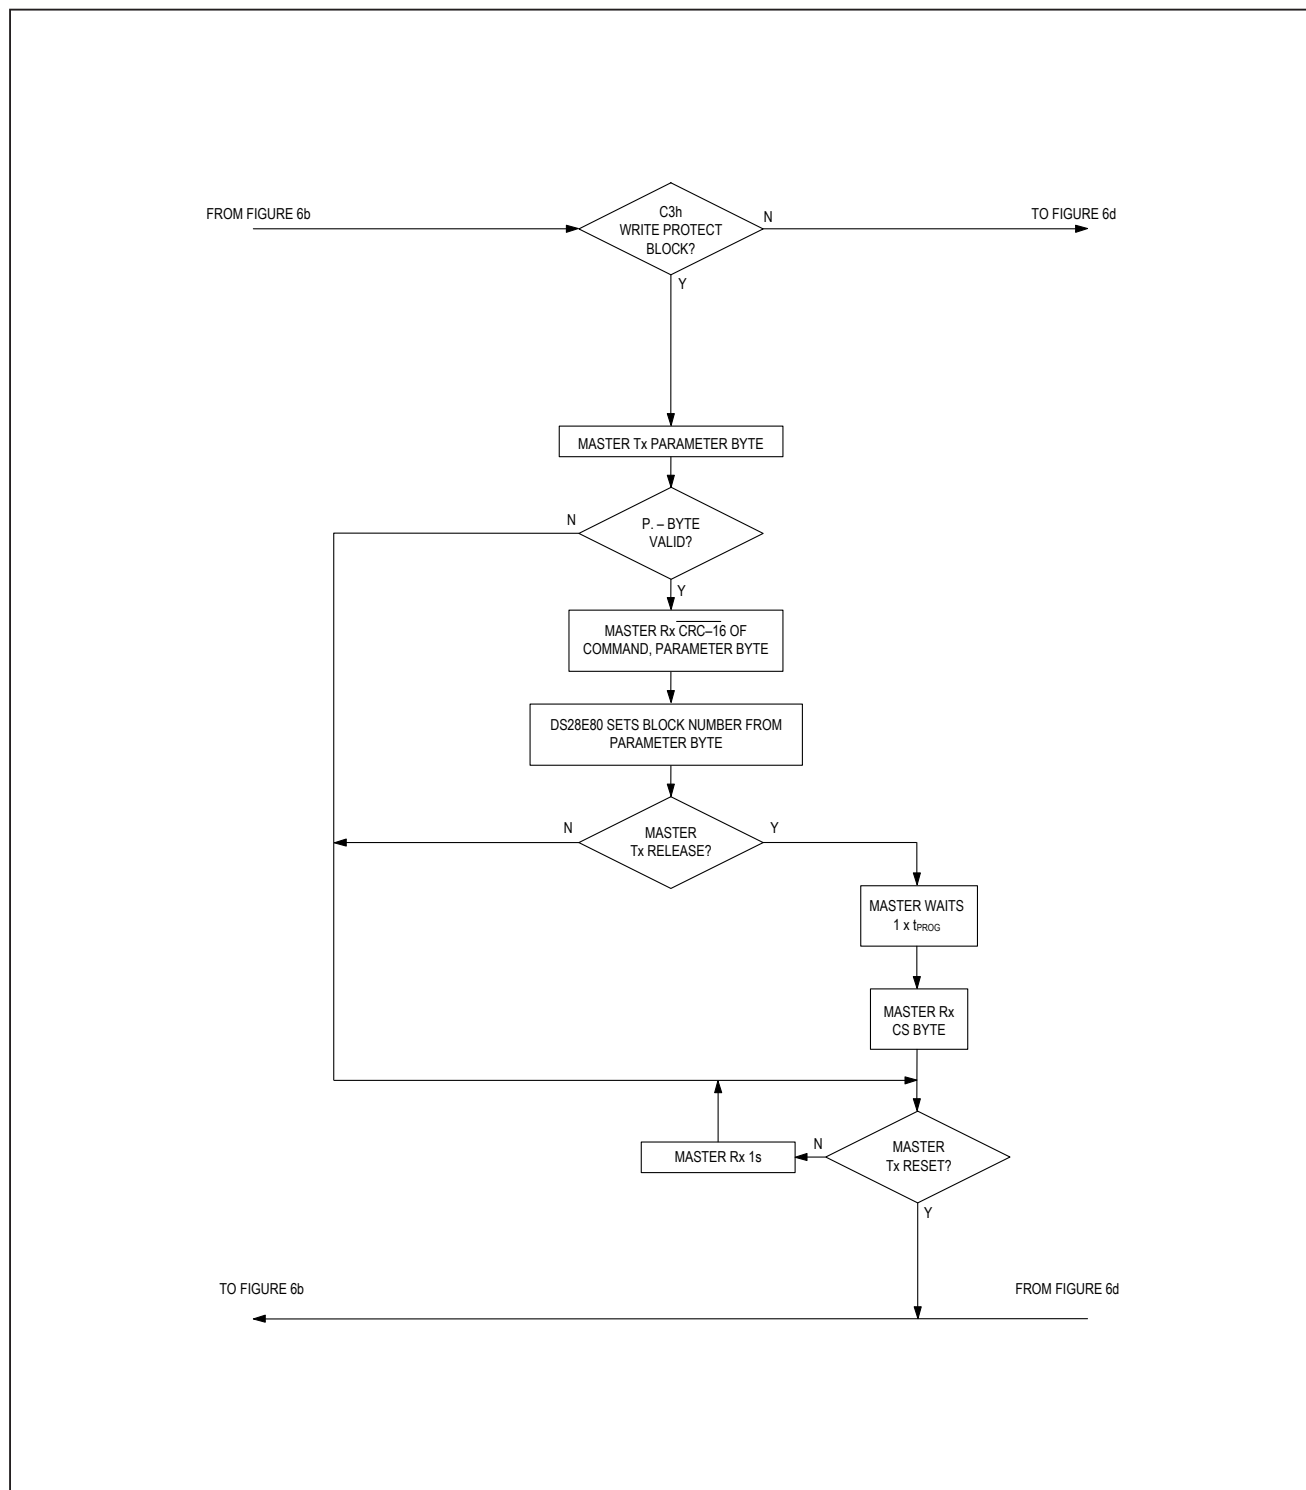 FROM FIGURE 6b
C3h
WRITE PROTECT
BLOCK?
N
TO FIGURE 6d
Y
MASTER Tx PARAMETER BYTE
P. – BYTE
VALID?
N
Y
MASTER Rx CRC–16 OF
COMMAND, PARAMETER BYTE
DS28E80 SETS BLOCK NUMBER FROM
PARAMETER BYTE
N
MASTER
Tx RELEASE?
Y
MASTER WAITS
1 x tPROG
MASTER Rx
CS BYTE
MASTER Rx 1s
N
MASTER
Tx RESET?
Y
TO FIGURE 6b
FROM FIGURE 6d